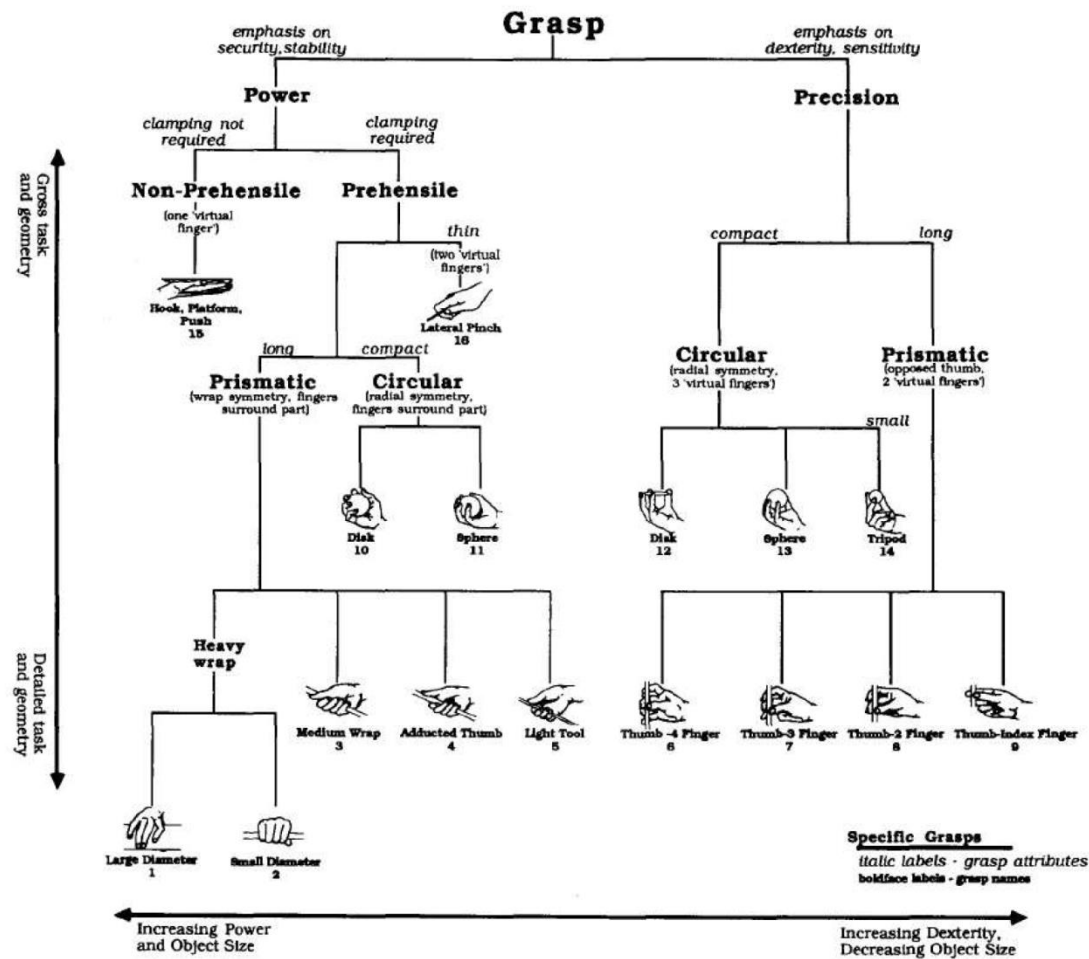 Grasp
emphasis on
security,stability
emphasis on
dexterity, sensitivity
Power
Precision
clamping not
required
clamping
required
Non-Prehensile
(one 'virtual
finger')
Prehensile
thin
(two 'virtual
fingers')
compact
long
Hook, Platform,
Push
15
Lateral Pinch
16
long
compact
Prismatic
(wrap symmetry, fingers
surround part)
Circular
(radial symmetry,
fingers surround part)
Circular
(radial symmetry,
3 'virtual fingers')
Prismatic
(opposed thumb,
2 'virtual fingers')
small
Disk
10
Sphere
11
Disk
12
Sphere
13
Tripod
14
Heavy
wrap
Medium Wrap
3
Adducted Thumb
4
Light Tool
5
Thumb -4 Finger
6
Thumb-3 Finger
7
Thumb-2 Finger
8
Thumb-Index Finger
9
Large Diameter
1
Small Diameter
2
Gross task
and geometry
Detailed task
and geometry
Specific Grasps
italic labels - grasp attributes
boldface labels - grasp names
Increasing Power
and Object Size
Increasing Dexterity,
Decreasing Object Size